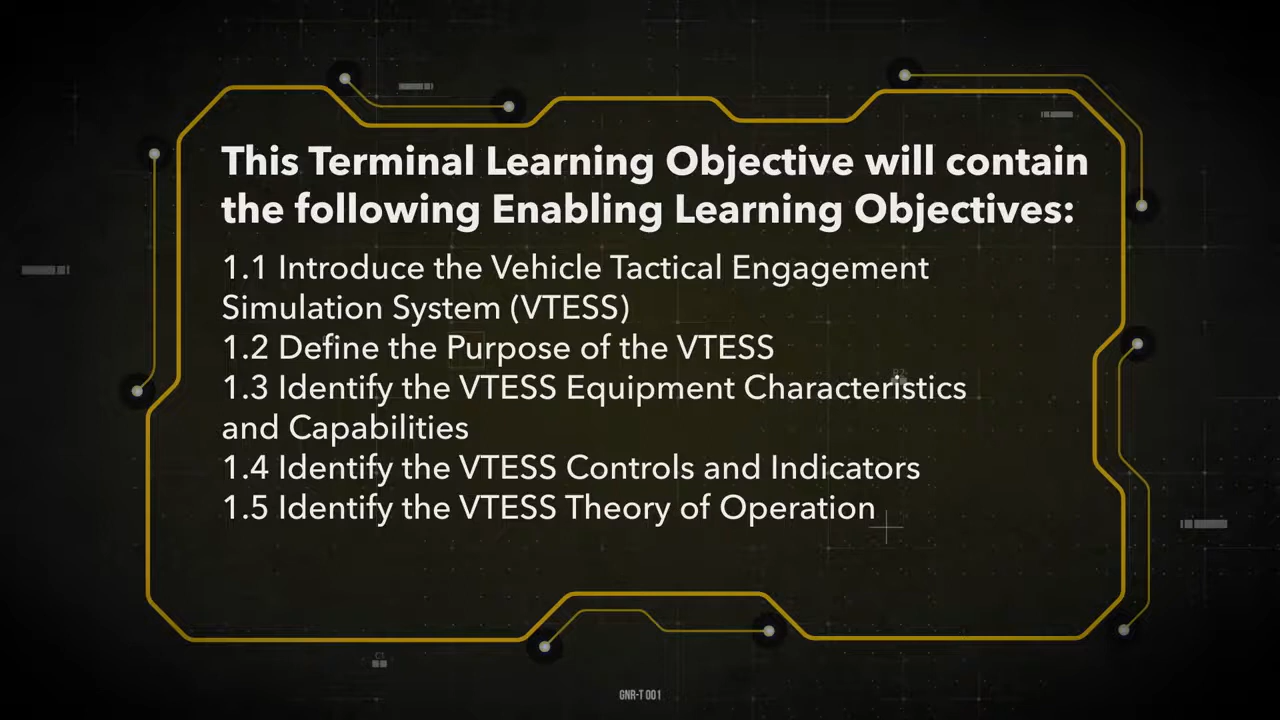 This Terminal Learning Objective will contain
the following Enabling Learning Objectives:
1.1 Introduce the Vehicle Tactical Engagement
Simulation System (VTESS)
1.2 Define the Purpose of the VTESS
1.3 Identify the VTESS Equipment Characteristics
and Capabilities
1.4 Identify the VTESS Controls and Indicators
1.5 Identify the VTESS Theory of Operation
GNR-T 001